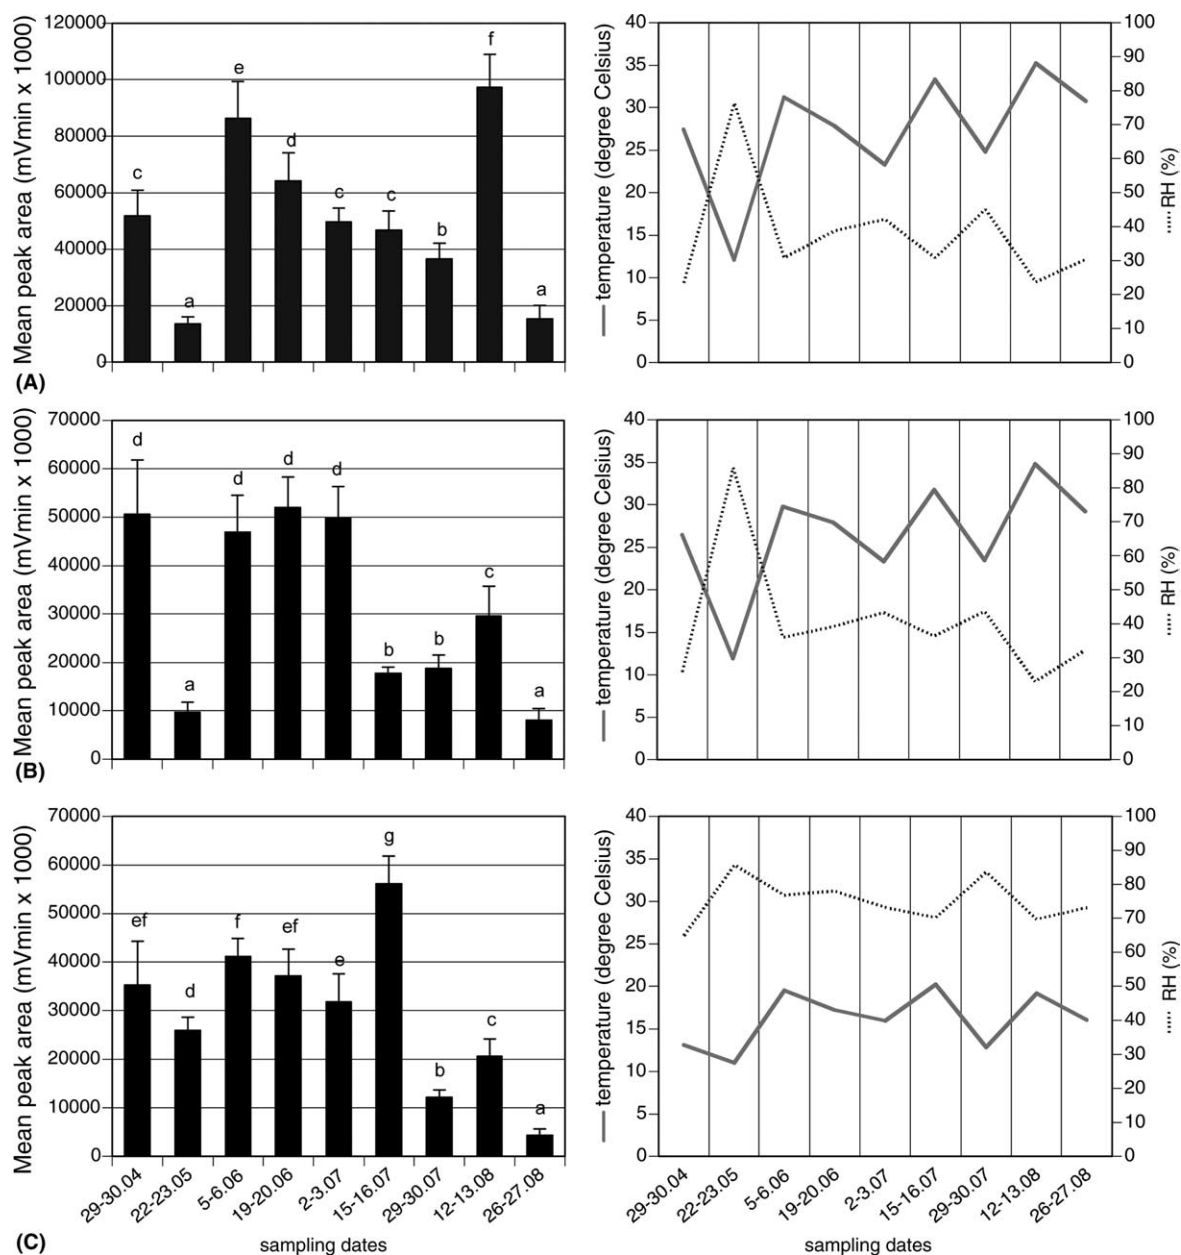 Mean peak area (mVmin x 1000)
120000
100000
80000
60000
40000
20000
0
c
a
e
d
c
c
b
f
a
(A)
temperature (degree Celsius)
40
35
30
25
20
15
10
5
0
100
90
80
70
60
50
40
30
20
10
0
RH (%)
Mean peak area (mVmin x 1000)
70000
60000
50000
40000
30000
20000
10000
0
d
a
d
d
d
b
b
c
a
(B)
temperature (degree Celsius)
40
35
30
25
20
15
10
5
0
100
90
80
70
60
50
40
30
20
10
0
RH (%)
Mean peak area (mVmin x 1000)
70000
60000
50000
40000
30000
20000
10000
0
ef
d
f
ef
e
g
b
c
a
29-30.04
22-23.05
5-6.06
19-20.06
2-3.07
15-16.07
29-30.07
12-13.08
26-27.08
(C)
sampling dates
temperature (degree Celsius)
40
35
30
25
20
15
10
5
0
100
90
80
70
60
50
40
30
20
10
0
RH (%)
29-30.04
22-23.05
5-6.06
19-20.06
2-3.07
15-16.07
29-30.07
12-13.08
26-27.08
sampling dates